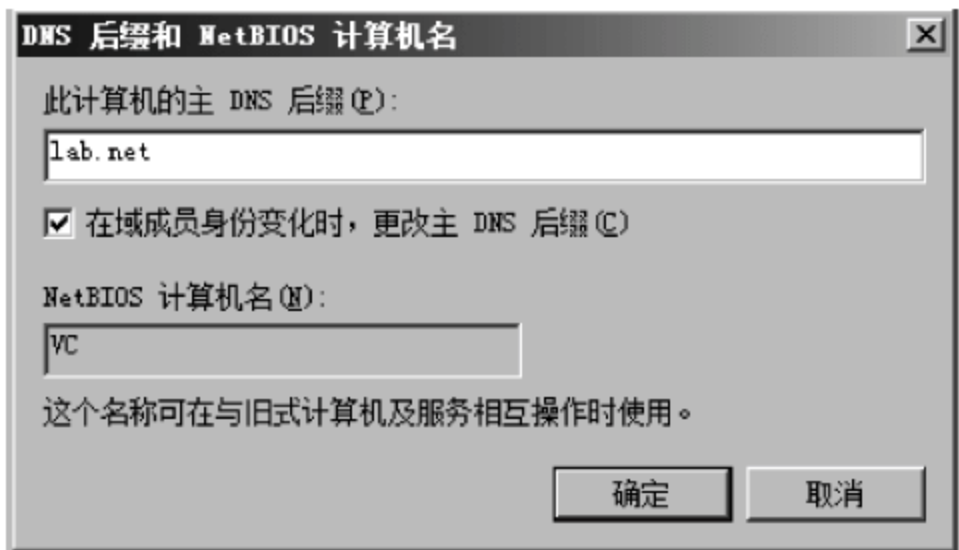 DNS 后缀和 NetBIOS 计算机名
此计算机的主 DNS 后缀(P):
lab.net
在域成员身份变化时，更改主 DNS 后缀(C)
NetBIOS 计算机名(N):
VC
这个名称可在与旧式计算机及服务相互操作时使用。
确定 取消